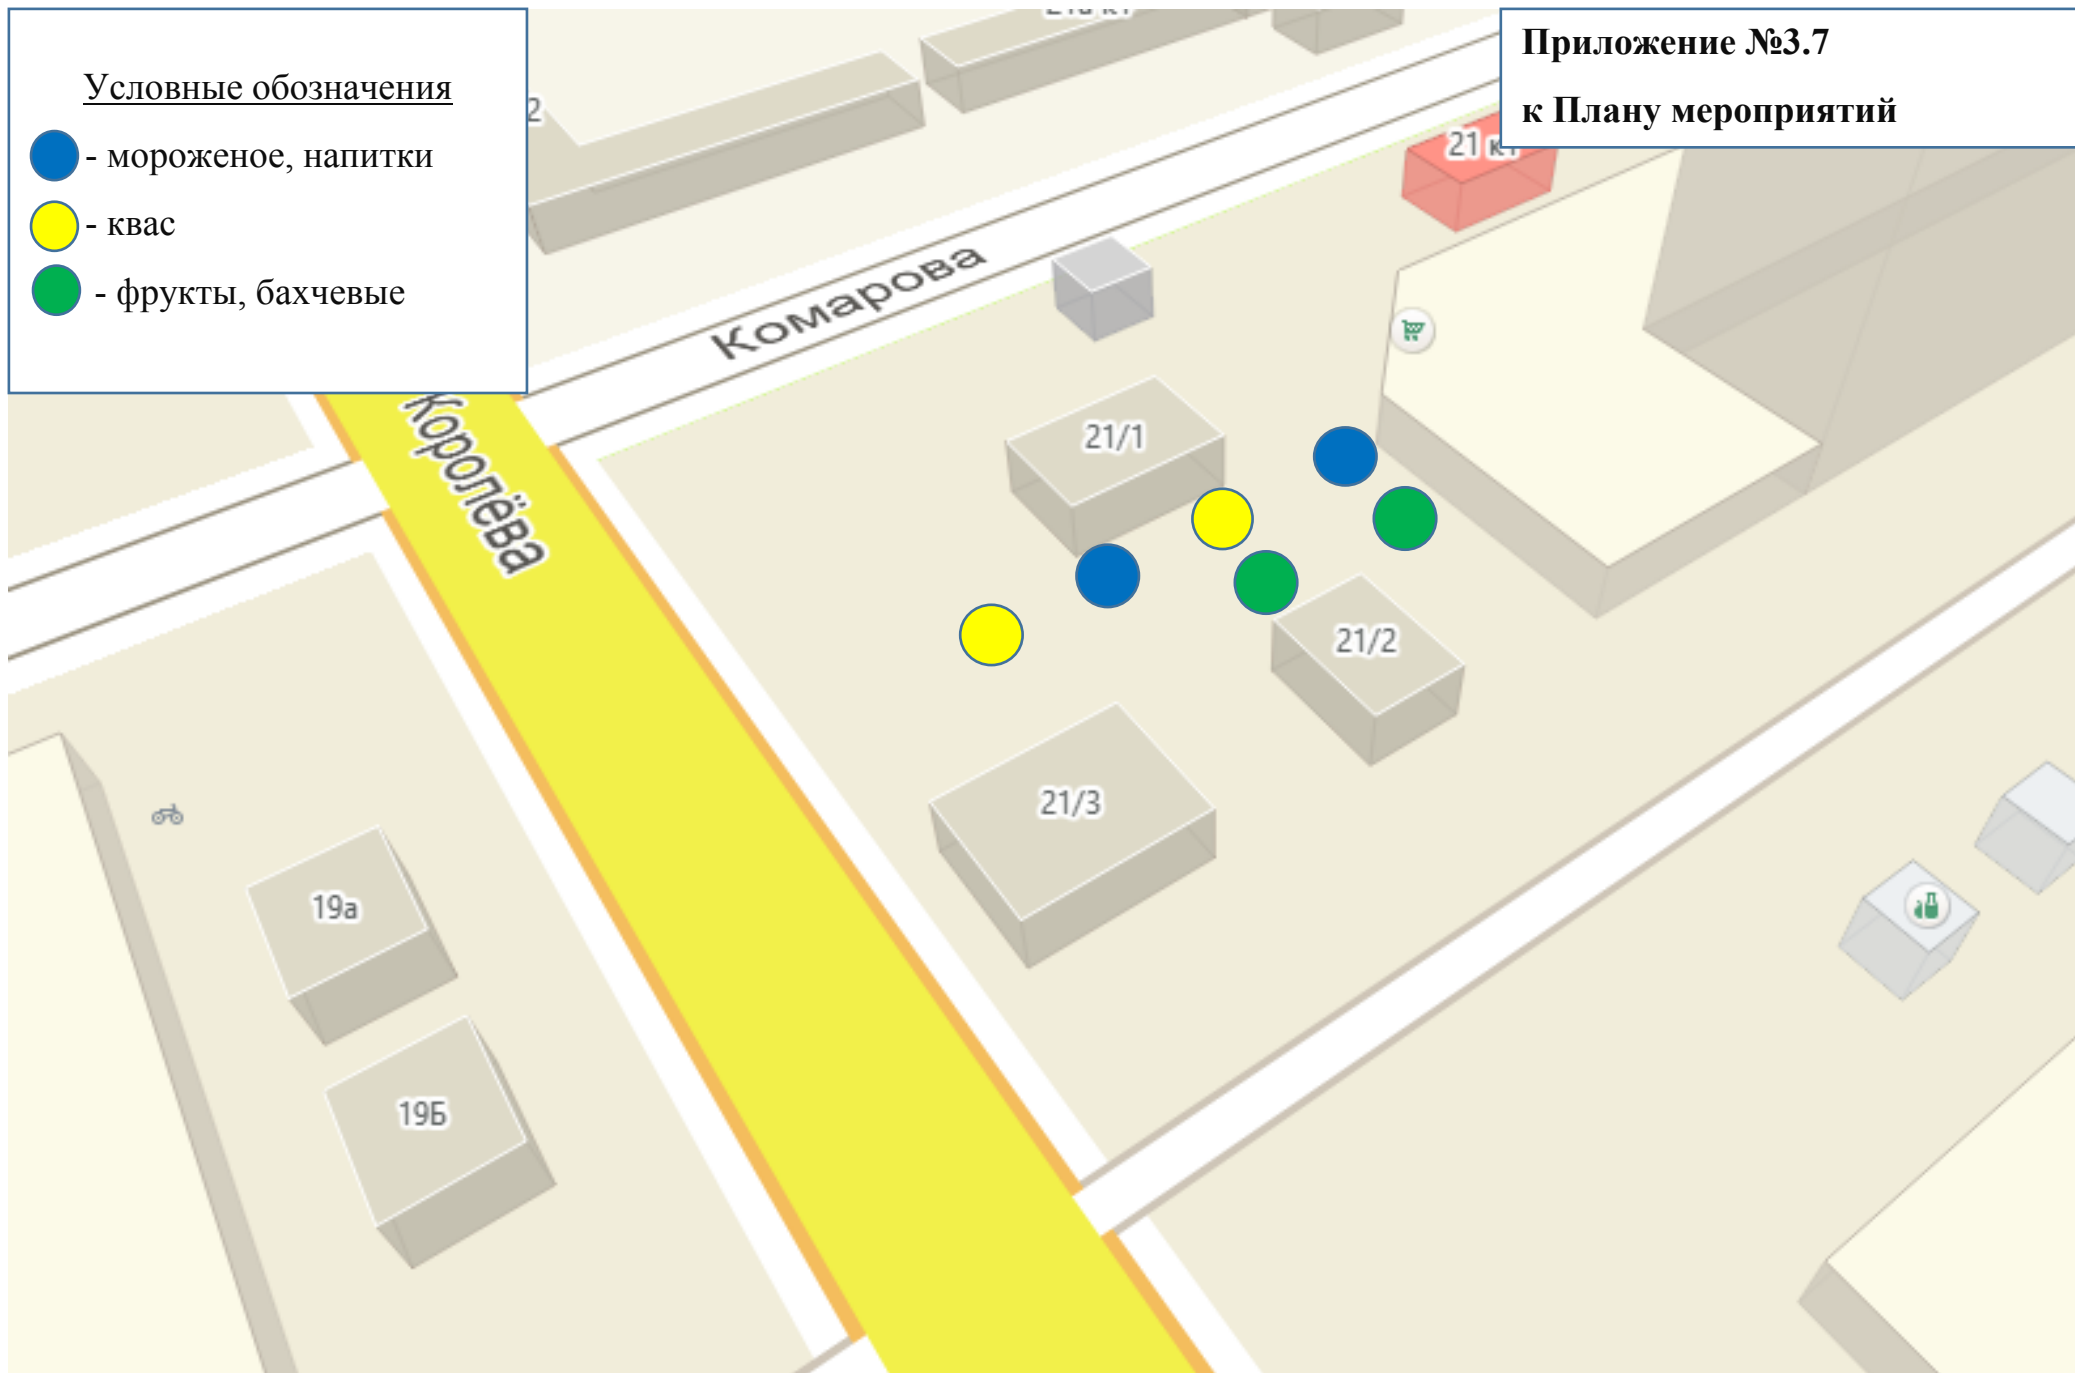 Условные обозначения
- мороженое, напитки
- квас
- фрукты, бахчевые
Приложение №3.7
к Плану мероприятий
2
Комарова
Королёва
21/1
21/2
21/3
19а
19Б